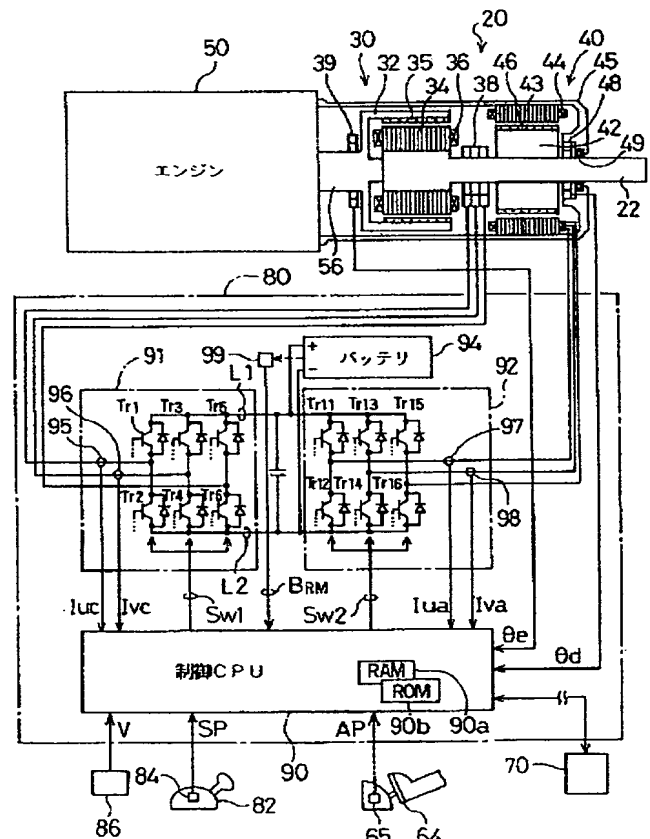 20
50
39 30 32 35 34 36 38 46 43 44 40 45 48
42
49
エンジン
22
56
80
91
99
バッテリ
94
92
L1
96
95
Tr1 Tr3 Tr5
Tr11 Tr13 Tr15
97
Tr2 Tr4 Tr6
Tr12 Tr14 Tr16
98
L2
BRM
Iuc Ivc
Sw1
Sw2
Iua Iva
θe
θd
制御CPU
RAM
ROM
V
SP
90
AP
90b 90a
70
84
82
86
65 64